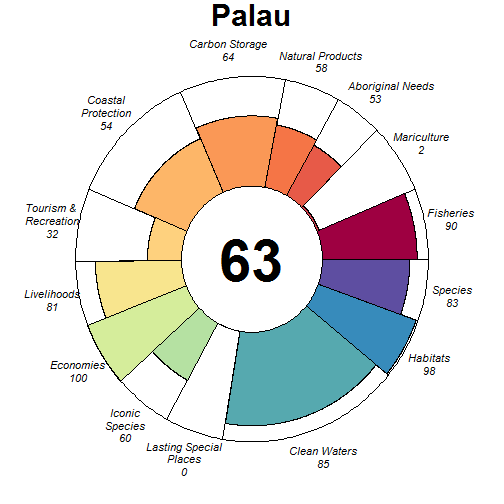 Palau
Carbon Storage
64
Natural Products
58
Aboriginal Needs
53
Mariculture
2
Fisheries
90
Species
83
Habitats
98
Clean Waters
85
Lasting Special
Places
0
Iconic
Species
60
Economies
100
Livelihoods
81
Tourism &
Recreation
32
Coastal
Protection
54
63